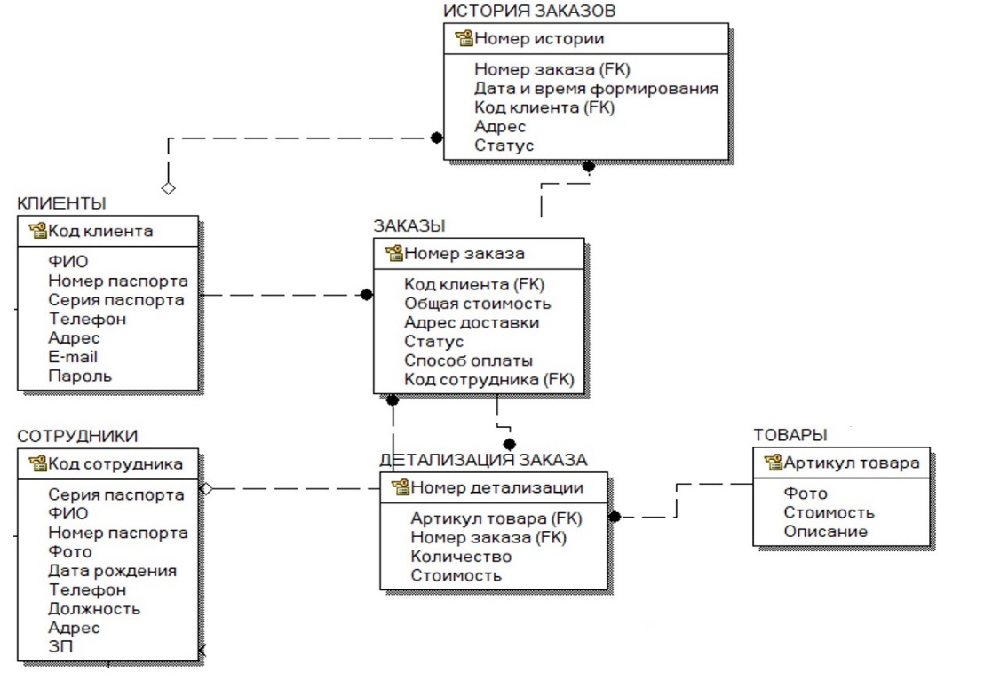 ИСТОРИЯ ЗАКАЗОВ
Номер истории
Номер заказа (FK)
Дата и время формирования
Код клиента (FK)
Адрес
Статус
КЛИЕНТЫ
Код клиента
ФИО
Номер паспорта
Серия паспорта
Телефон
Адрес
E-mail
Пароль
ЗАКАЗЫ
Номер заказа
Код клиента (FK)
Общая стоимость
Адрес доставки
Статус
Способ оплаты
Код сотрудника (FK)
СОТРУДНИКИ
Код сотрудника
Серия паспорта
ФИО
Номер паспорта
Фото
Дата рождения
Телефон
Должность
Адрес
ЗП
ДЕТАЛИЗАЦИЯ ЗАКАЗА
Номер детализации
Артикул товара (FK)
Номер заказа (FK)
Количество
Стоимость
ТОВАРЫ
Артикул товара
Фото
Стоимость
Описание